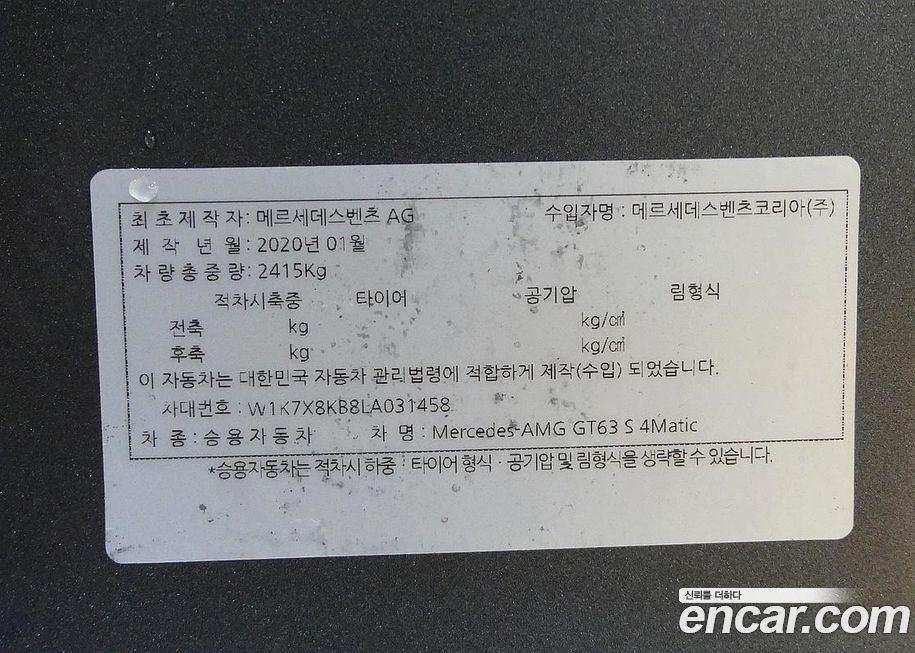 최초제작자: 메르세데스벤츠 AG 수입자명 : 메르세데스벤츠코리아(주)
제 작 년 월 : 2020년 01월
차량총중량: 2415Kg
적차시축중 타이어 공기압 림형식
전축 kg kg/㎠
후축 kg kg/㎠
이 자동차는 대한민국 자동차 관리법령에 적합하게 제작(수입) 되었습니다.
차대번호 : W1K7X8KB8LA031458
차 종 : 승용자동차 차 명 : Mercedes-AMG GT63 S 4Matic
*승용자동차는 적차시 하중 · 타이어 형식 · 공기압 및 림형식을 생략할 수 있습니다.
신뢰를 더하다
encar.com